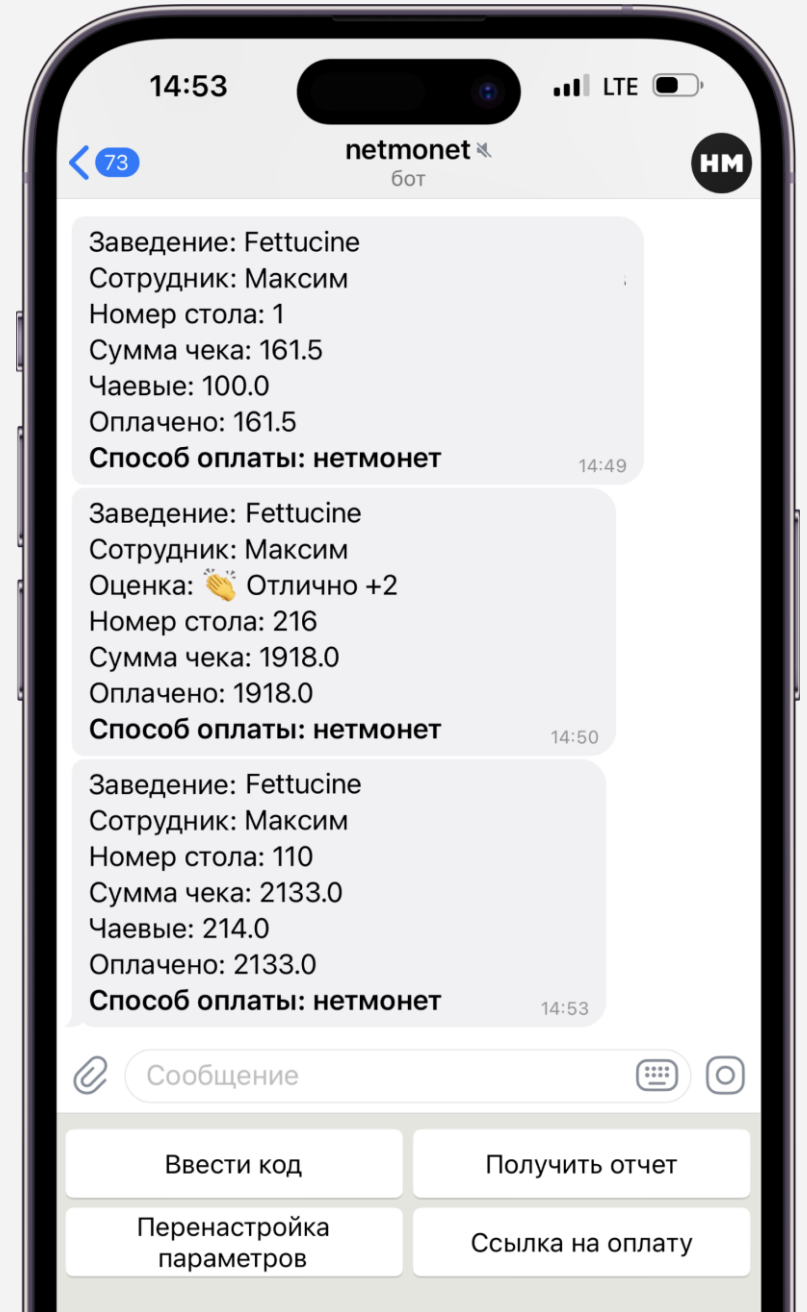 14:53
LTE
73
netmonet
бот
НМ
Заведение: Fettucine
Сотрудник: Максим
Номер стола: 1
Сумма чека: 161.5
Чаевые: 100.0
Оплачено: 161.5
Способ оплаты: нетмонет
14:49
Заведение: Fettucine
Сотрудник: Максим
Оценка: 👏 Отлично +2
Номер стола: 216
Сумма чека: 1918.0
Оплачено: 1918.0
Способ оплаты: нетмонет
14:50
Заведение: Fettucine
Сотрудник: Максим
Номер стола: 110
Сумма чека: 2133.0
Чаевые: 214.0
Оплачено: 2133.0
Способ оплаты: нетмонет
14:53
Сообщение
Ввести код
Получить отчет
Перенастройка
параметров
Ссылка на оплату